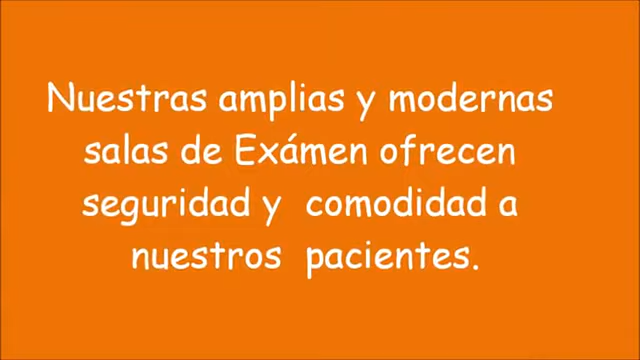 Nuestras amplias y modernas
salas de Exámen ofrecen
seguridad y comodidad a
nuestros pacientes.